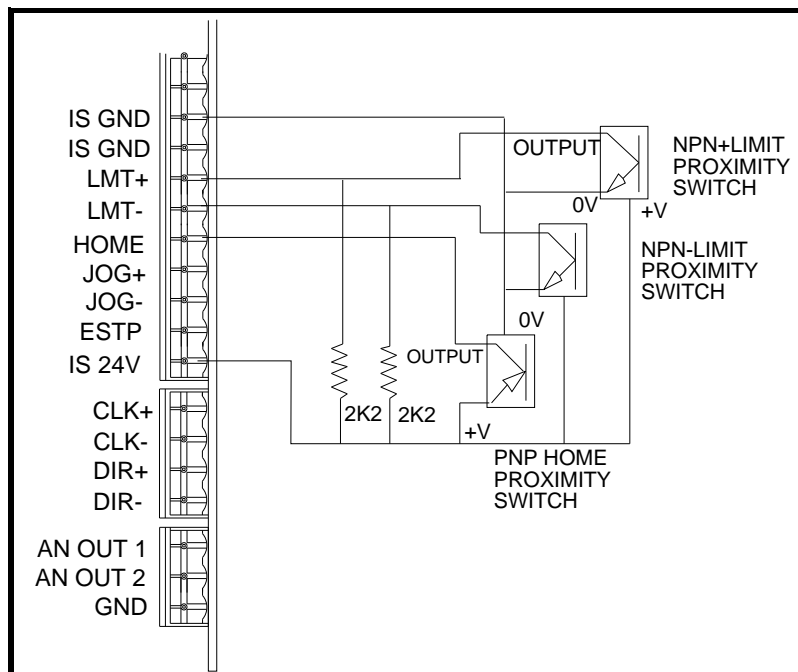 IS GND
IS GND
LMT+
LMT-
HOME
JOG+
JOG-
ESTP
IS 24V
CLK+
CLK-
DIR+
DIR-
AN OUT 1
AN OUT 2
GND
OUTPUT
NPN+LIMIT
PROXIMITY
SWITCH
0V
+V
NPN-LIMIT
PROXIMITY
SWITCH
0V
OUTPUT
2K2
2K2
+V
PNP HOME
PROXIMITY
SWITCH